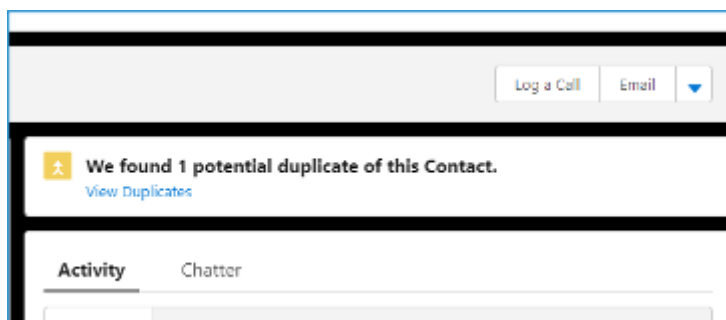 Log a Call Email
We found 1 potential duplicate of this Contact.
View Duplicates
Activity Chatter